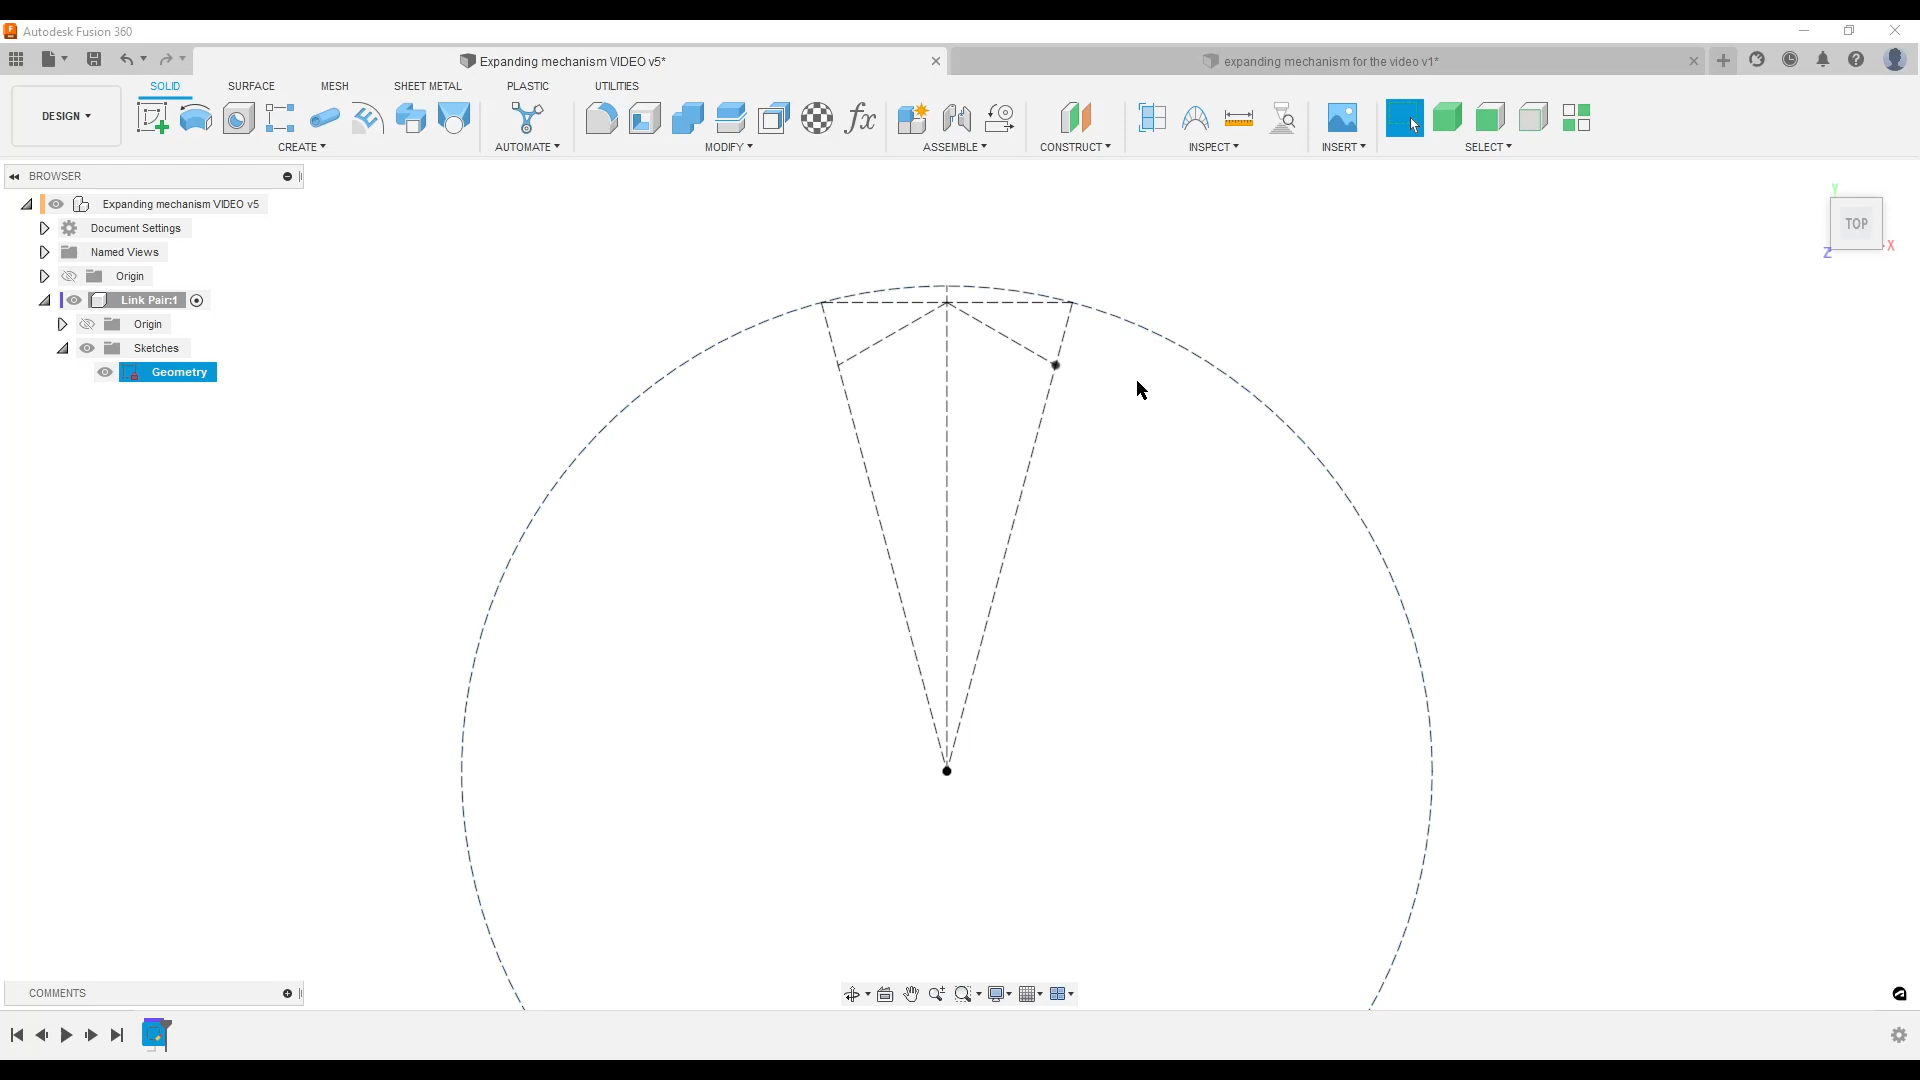 Autodesk Fusion 360
Expanding mechanism VIDEO v5*
expanding mechanism for the video v1*
DESIGN
SOLID
SURFACE
MESH
SHEET METAL
PLASTIC
UTILITIES
fx
CREATE
AUTOMATE
MODIFY
ASSEMBLE
CONSTRUCT
INSPECT
INSERT
SELECT
BROWSER
Expanding mechanism VIDEO v5
Document Settings
Named Views
Origin
Link Pair:1
Origin
Sketches
Geometry
Y
TOP
X
Z
COMMENTS